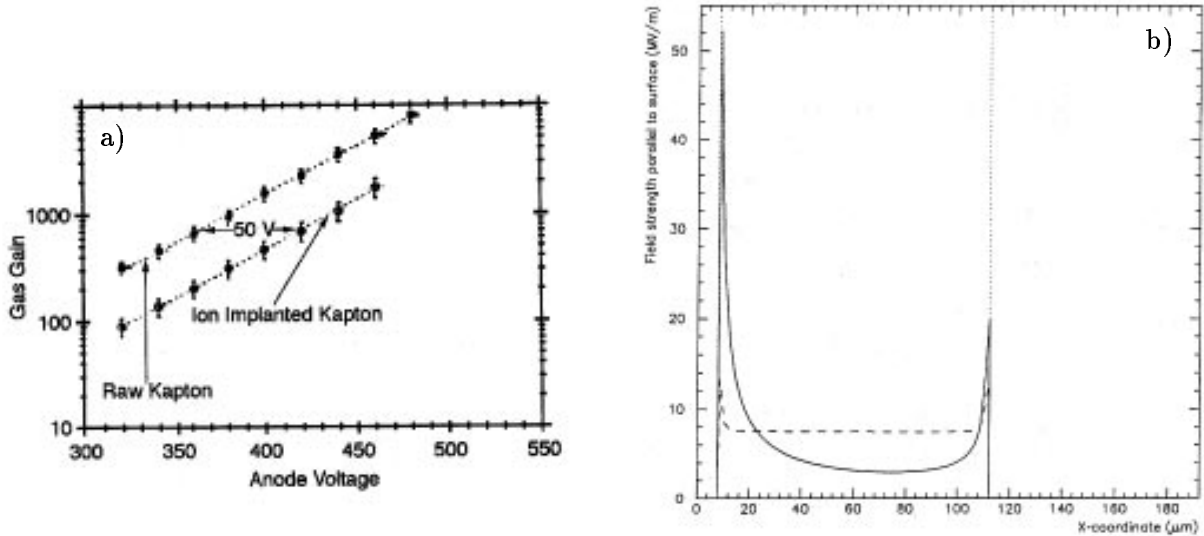 a)
Gas Gain
1000
100
10
50 V
Ion Implanted Kapton
Raw Kapton
300
350
400
450
500
550
Anode Voltage
b)
Field strength parallel to surface (MV/m)
50
40
30
20
10
0
0
20
40
60
80
100
120
140
160
180
X-coordinate (μm)